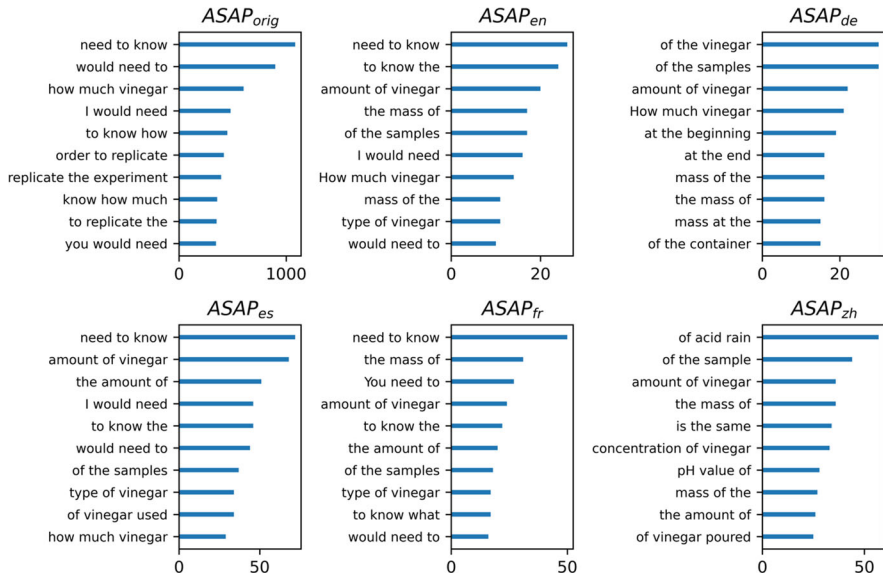 ASAP_orig
need to know
would need to
how much vinegar
I would need
to know how
order to replicate
replicate the experiment
know how much
to replicate the
you would need
0 1000
ASAP_en
need to know
to know the
amount of vinegar
the mass of
of the samples
I would need
How much vinegar
mass of the
type of vinegar
would need to
0 20
ASAP_de
of the vinegar
of the samples
amount of vinegar
How much vinegar
at the beginning
at the end
mass of the
the mass of
mass at the
of the container
0 20
ASAP_es
need to know
amount of vinegar
the amount of
I would need
to know the
would need to
of the samples
type of vinegar
of vinegar used
how much vinegar
0 50
ASAP_fr
need to know
the mass of
You need to
amount of vinegar
to know the
the amount of
of the samples
type of vinegar
to know what
would need to
0 50
ASAP_zh
of acid rain
of the sample
amount of vinegar
the mass of
is the same
concentration of vinegar
pH value of
mass of the
the amount of
of vinegar poured
0 50